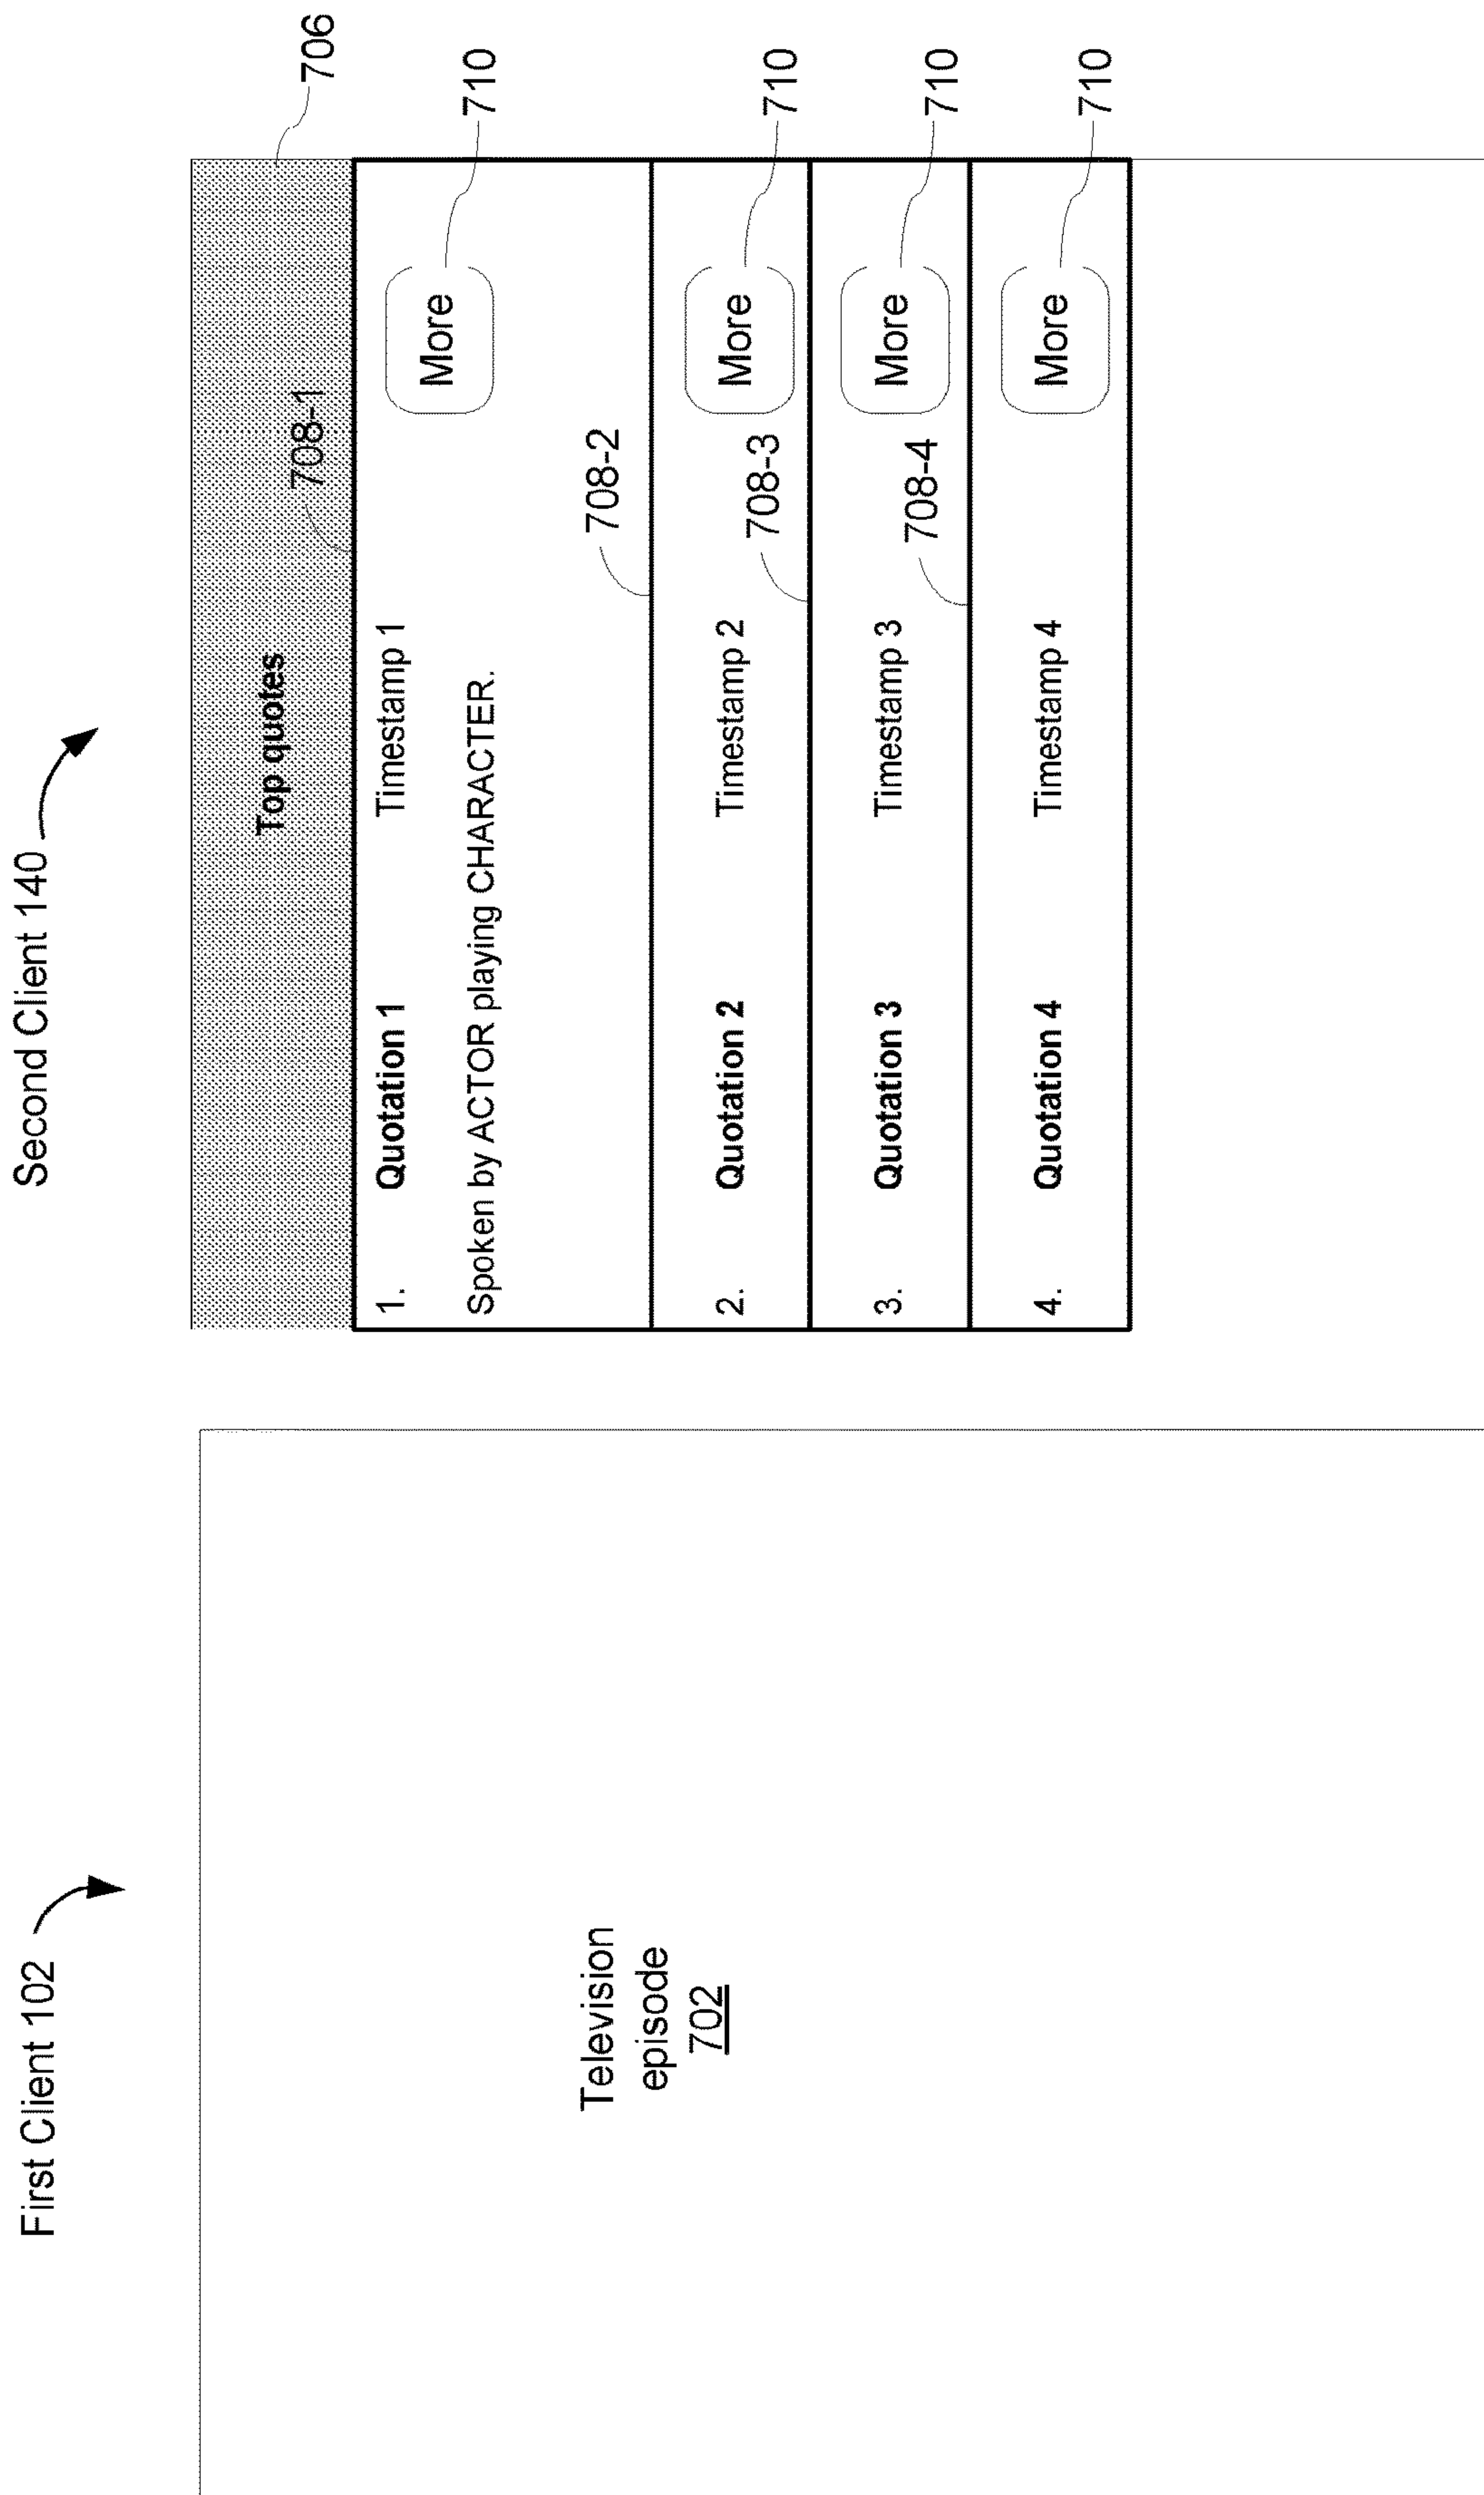 First Client 102
Television
episode
702
Second Client 140
706
Top quotes
708-1
1. Quotation 1 Timestamp 1
More
710
Spoken by ACTOR playing CHARACTER.
708-2
2. Quotation 2 Timestamp 2 More
710
708-3
3. Quotation 3 Timestamp 3 More
710
708-4
4. Quotation 4 Timestamp 4 More
710